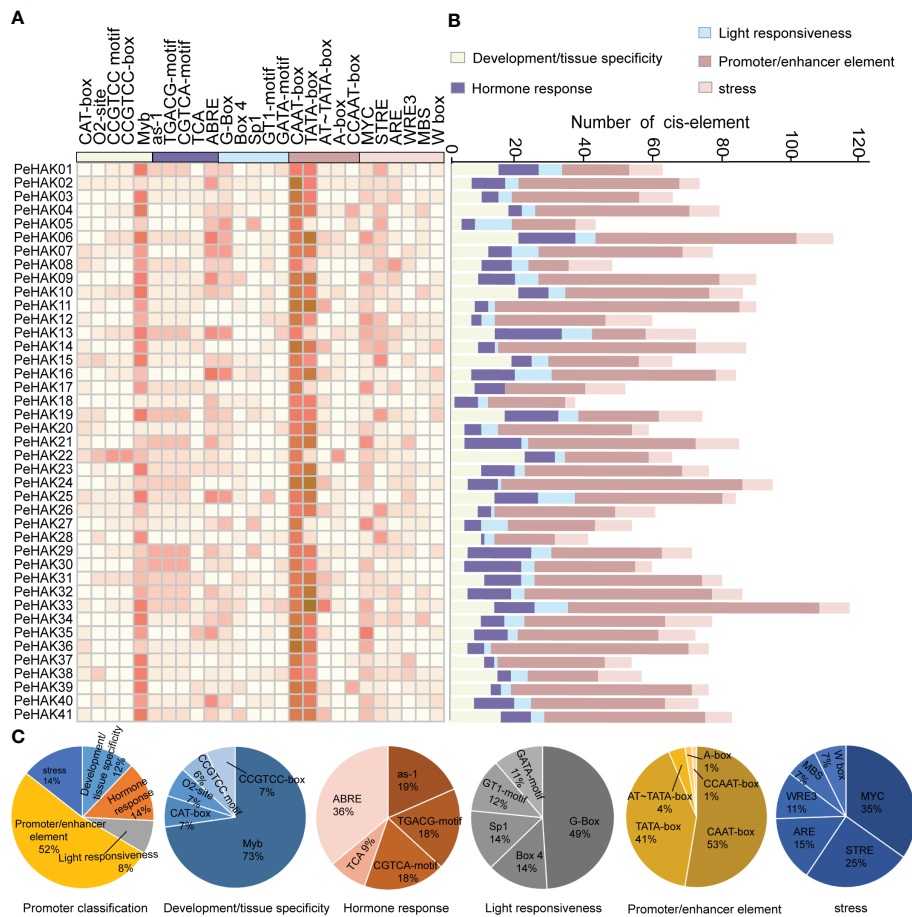 A
B
Development/tissue specificity
Hormone response
Light responsiveness
Promoter/enhancer element
stress
CAT-box
O2-site
CCGTCC motif
CCGTCC-box
Myb
as-1
TGACG-motif
CGTCA-motif
TCA
ABRE
G-Box
Box 4
Sp1
GT1-motif
GATA-motif
CAAT-box
TATA-box
AT~TATA-box
A-box
CCAAT-box
MYC
STRE
ARE
WRE3
MBS
W box
Number of cis-element
0
20
40
60
80
100
120
PeHAK01
PeHAK02
PeHAK03
PeHAK04
PeHAK05
PeHAK06
PeHAK07
PeHAK08
PeHAK09
PeHAK10
PeHAK11
PeHAK12
PeHAK13
PeHAK14
PeHAK15
PeHAK16
PeHAK17
PeHAK18
PeHAK19
PeHAK20
PeHAK21
PeHAK22
PeHAK23
PeHAK24
PeHAK25
PeHAK26
PeHAK27
PeHAK28
PeHAK29
PeHAK30
PeHAK31
PeHAK32
PeHAK33
PeHAK34
PeHAK35
PeHAK36
PeHAK37
PeHAK38
PeHAK39
PeHAK40
PeHAK41
C
stress
14%
Development/
tissue specificity
12%
Hormone
response
14%
Light responsiveness
8%
Promoter/enhancer
element
52%
Promoter classification
CCGTCC motif
6%
CCGTCC-box
7%
O2-site
7%
CAT-box
7%
Myb
73%
Development/tissue specificity
ABRE
36%
as-1
19%
TGACG-motif
18%
CGTCA-motif
18%
TCA 9%
Hormone response
GATA-motif
11%
GT1-motif
12%
Sp1
14%
Box 4
14%
G-Box
49%
Light responsiveness
A-box
1%
CCAAT-box
1%
AT~TATA-box
4%
TATA-box
41%
CAAT-box
53%
Promoter/enhancer element
W box
7%
MBS
7%
WRE3
11%
ARE
15%
STRE
25%
MYC
35%
stress